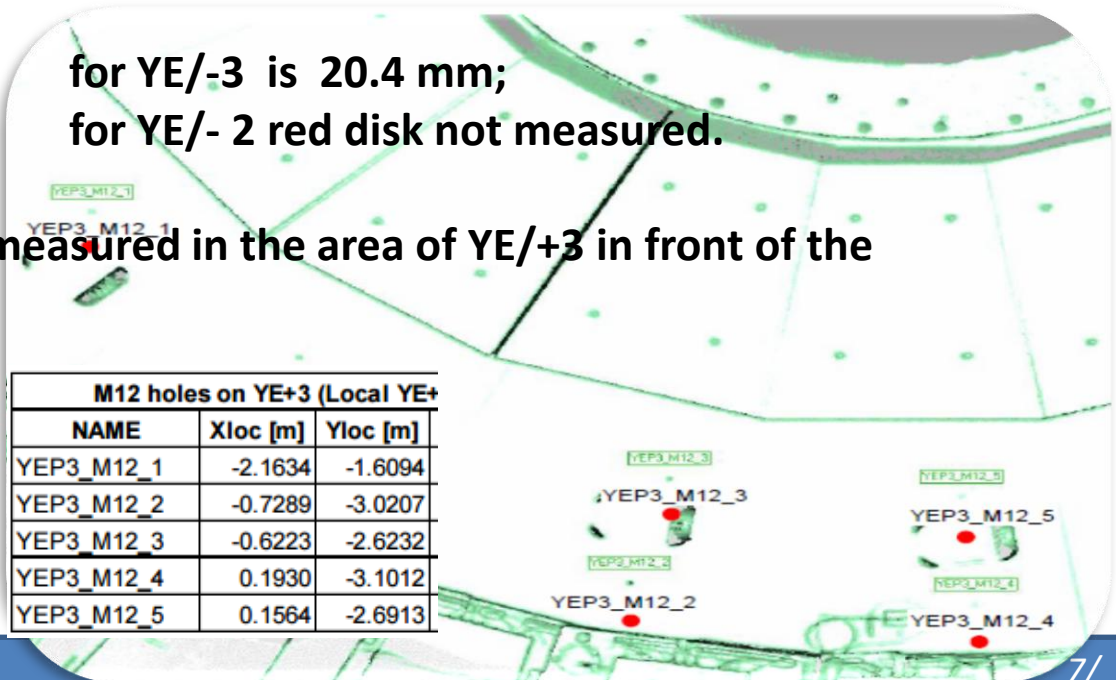 for YE/-3 is 20.4 mm;
for YE/- 2 red disk not measured.
YEP3_M12_1
YEP3_M12_1
measured in the area of YE/+3 in front of the
M12 holes on YE+3 (Local YE+
NAME Xloc [m] Yloc [m]
YEP3_M12_1 -2.1634 -1.6094
YEP3_M12_2 -0.7289 -3.0207
YEP3_M12_3 -0.6223 -2.6232
YEP3_M12_4 0.1930 -3.1012
YEP3_M12_5 0.1564 -2.6913
YEP3_M12_3
YEP3_M12_3
YEP3_M12_5
YEP3_M12_5
YEP3_M12_2
YEP3_M12_2
YEP3_M12_4
YEP3_M12_4
7/